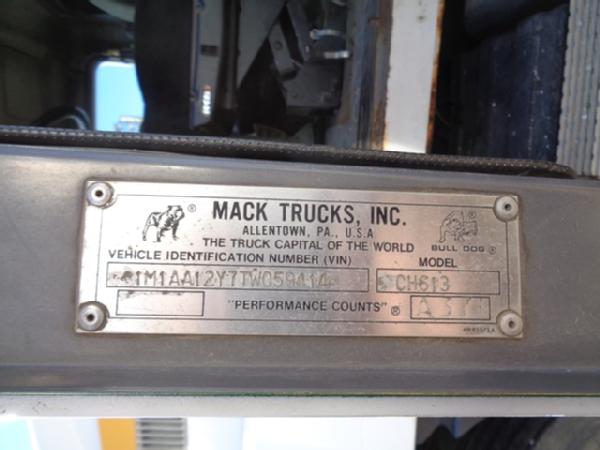 MACK TRUCKS, INC.
ALLENTOWN, PA., U.S.A
THE TRUCK CAPITAL OF THE WORLD
BULL DOG ®
VEHICLE IDENTIFICATION NUMBER (VIN)
MODEL
1M1AA12Y7TW059414
CH613
"PERFORMANCE COUNTS" ®